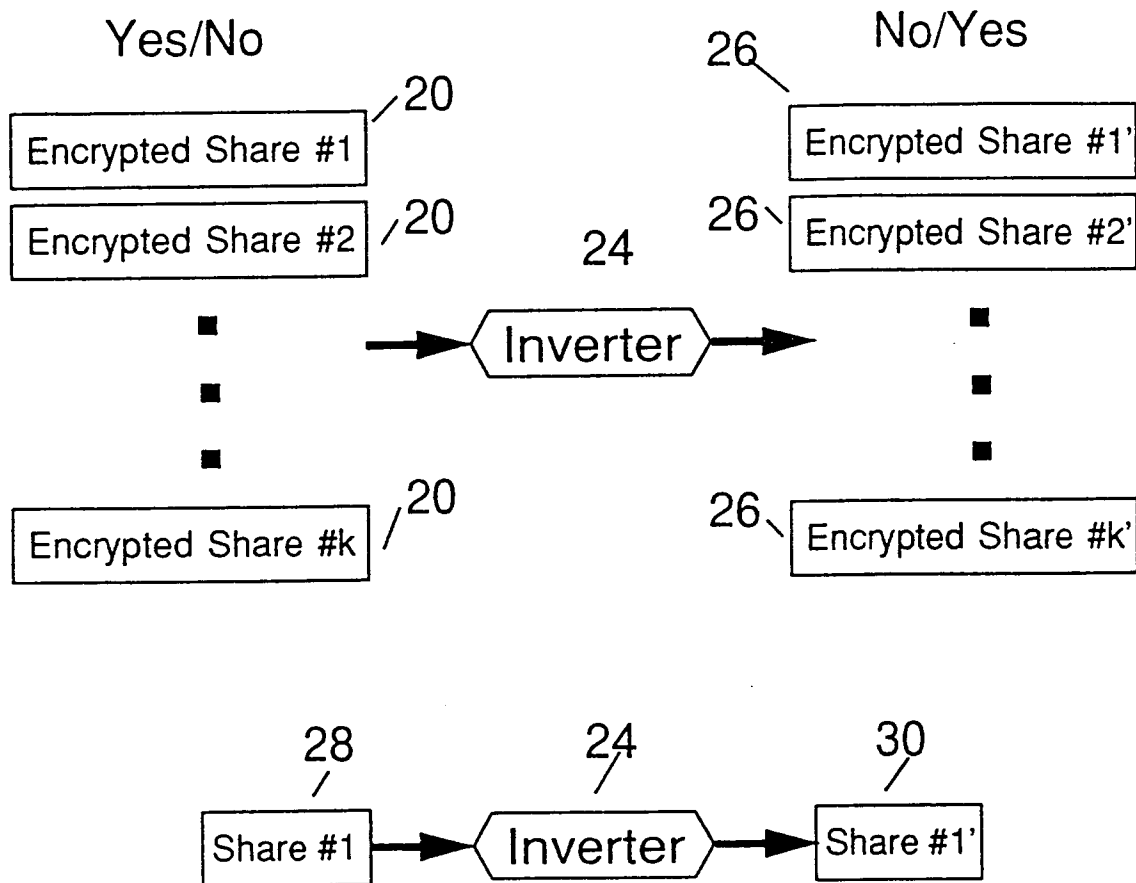 Yes/No
No/Yes
20
26
Encrypted Share #1
Encrypted Share #1'
20
26
Encrypted Share #2
Encrypted Share #2'
24
Inverter
20
26
Encrypted Share #k
Encrypted Share #k'
28
24
30
Share #1
Inverter
Share #1'